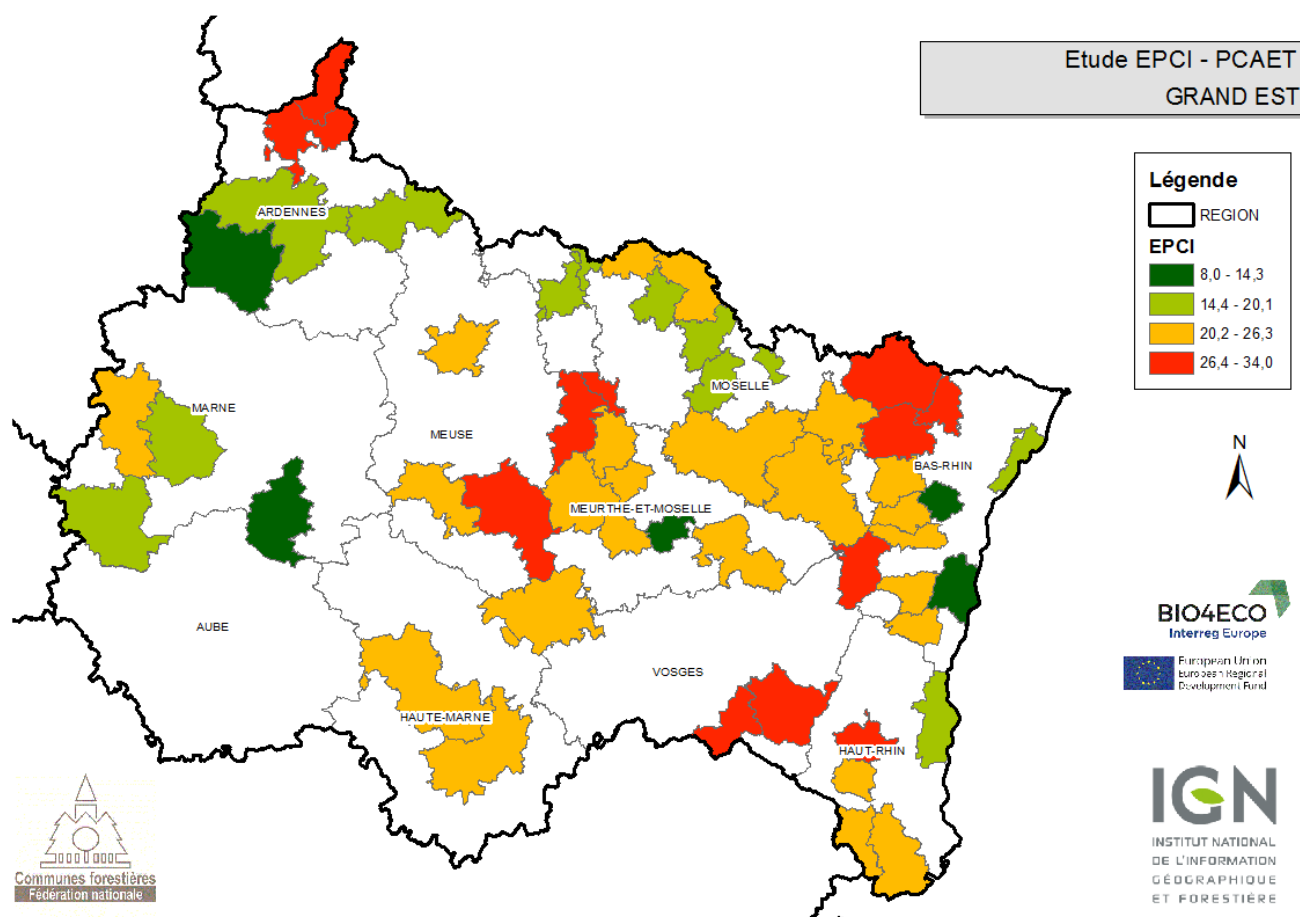 Etude EPCI - PCAET
GRAND EST
Légende
REGION
EPCI
8,0 - 14,3
14,4 - 20,1
20,2 - 26,3
26,4 - 34,0
N
ARDENNES
MARNE
MEUSE
MOSELLE
BAS-RHIN
MEURTHE-ET-MOSELLE
AUBE
VOSGES
HAUTE-MARNE
HAUT-RHIN
BIO4ECO
Interreg Europe
European Union
European Regional
Development Fund
IGN
INSTITUT NATIONAL
DE L'INFORMATION
GÉOGRAPHIQUE
ET FORESTIÈRE
Communes forestières
Fédération nationale